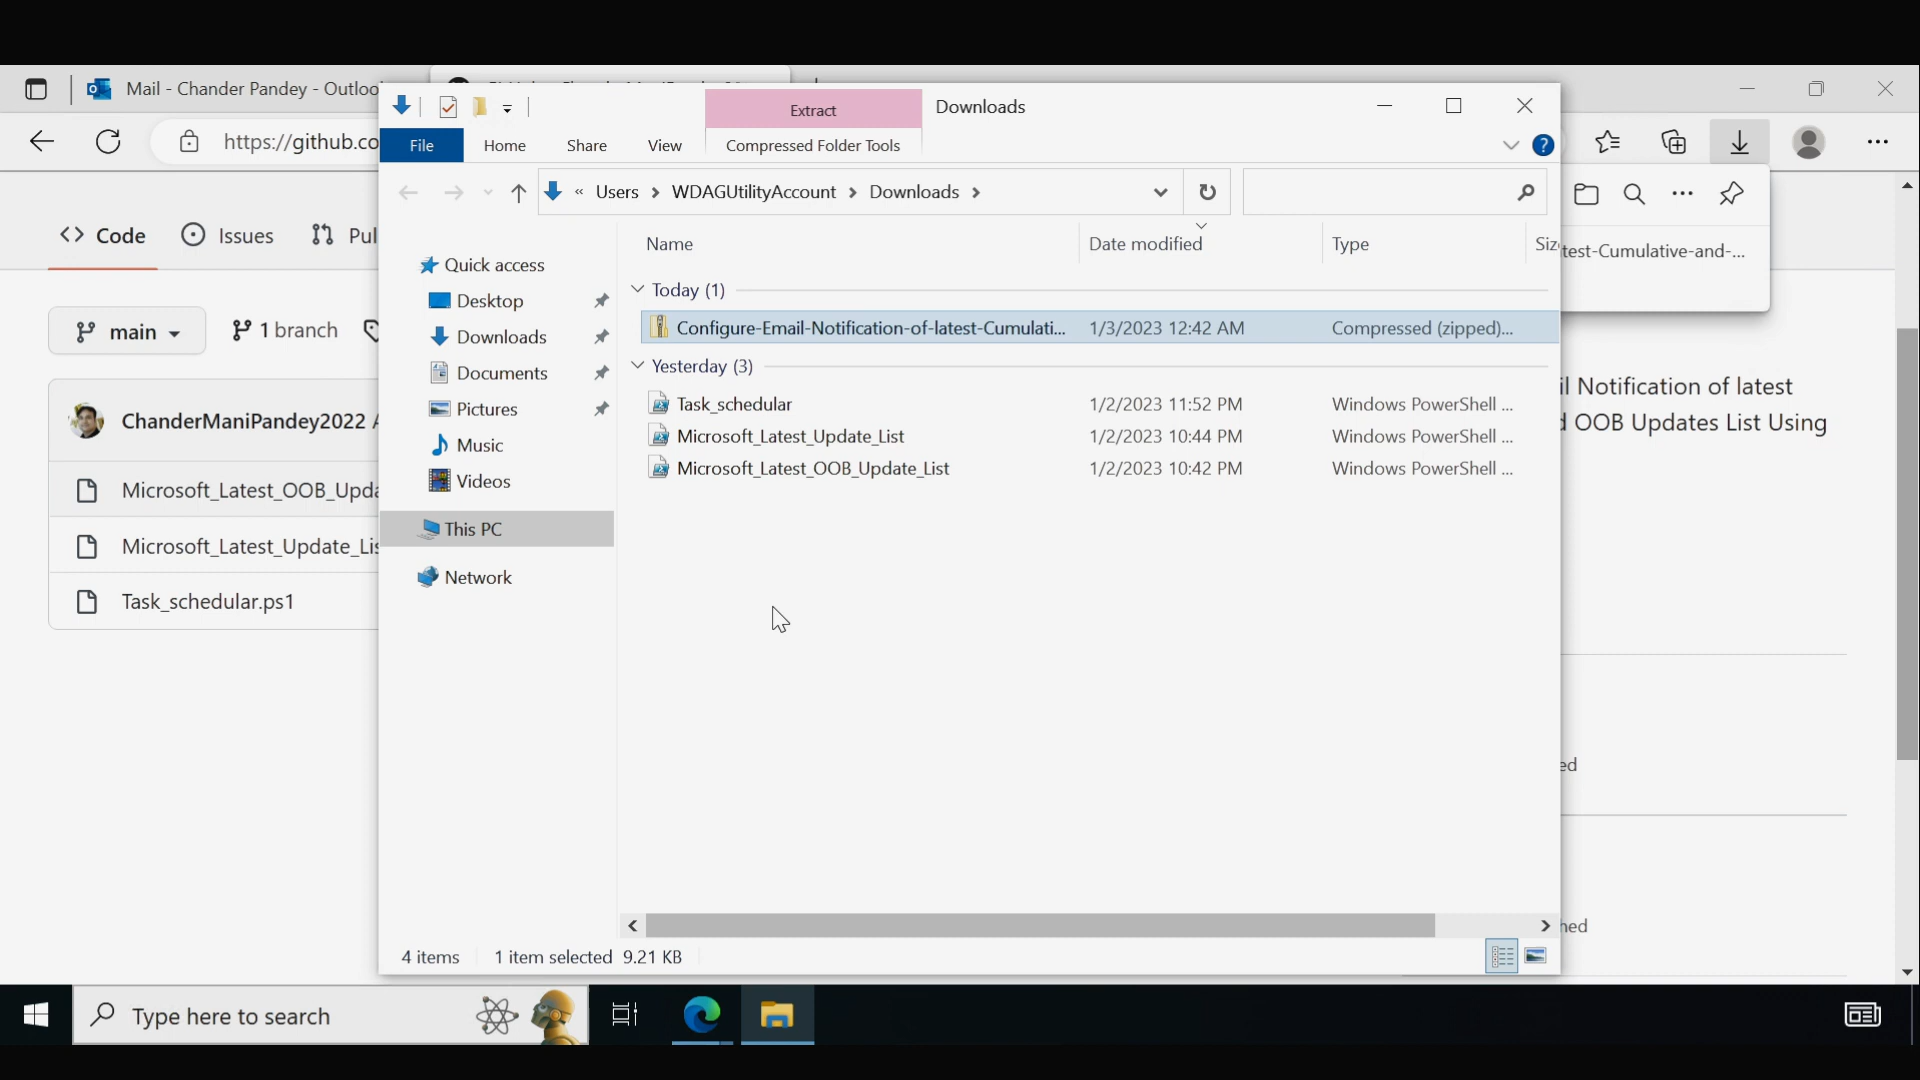 Mail - Chander Pandey - Outloo
Extract
Downloads
https://github.co
File
Home
Share
View
Compressed Folder Tools
« Users > WDAGUtilityAccount > Downloads >
Code
Issues
Pul
Name
Date modified
Type
Siz
test-Cumulative-and-...
main
1 branch
Quick access
Desktop
Downloads
Documents
Pictures
Music
Videos
This PC
Network
Today (1)
Configure-Email-Notification-of-latest-Cumulati... 1/3/2023 12:42 AM Compressed (zipped)...
Yesterday (3)
Task_schedular 1/2/2023 11:52 PM Windows PowerShell ...
Microsoft_Latest_Update_List 1/2/2023 10:44 PM Windows PowerShell ...
Microsoft_Latest_OOB_Update_List 1/2/2023 10:42 PM Windows PowerShell ...
ChanderManiPandey2022
Microsoft_Latest_OOB_Upda
Microsoft_Latest_Update_Lis
Task_schedular.ps1
il Notification of latest
d OOB Updates List Using
ed
hed
4 items 1 item selected 9.21 KB
Type here to search